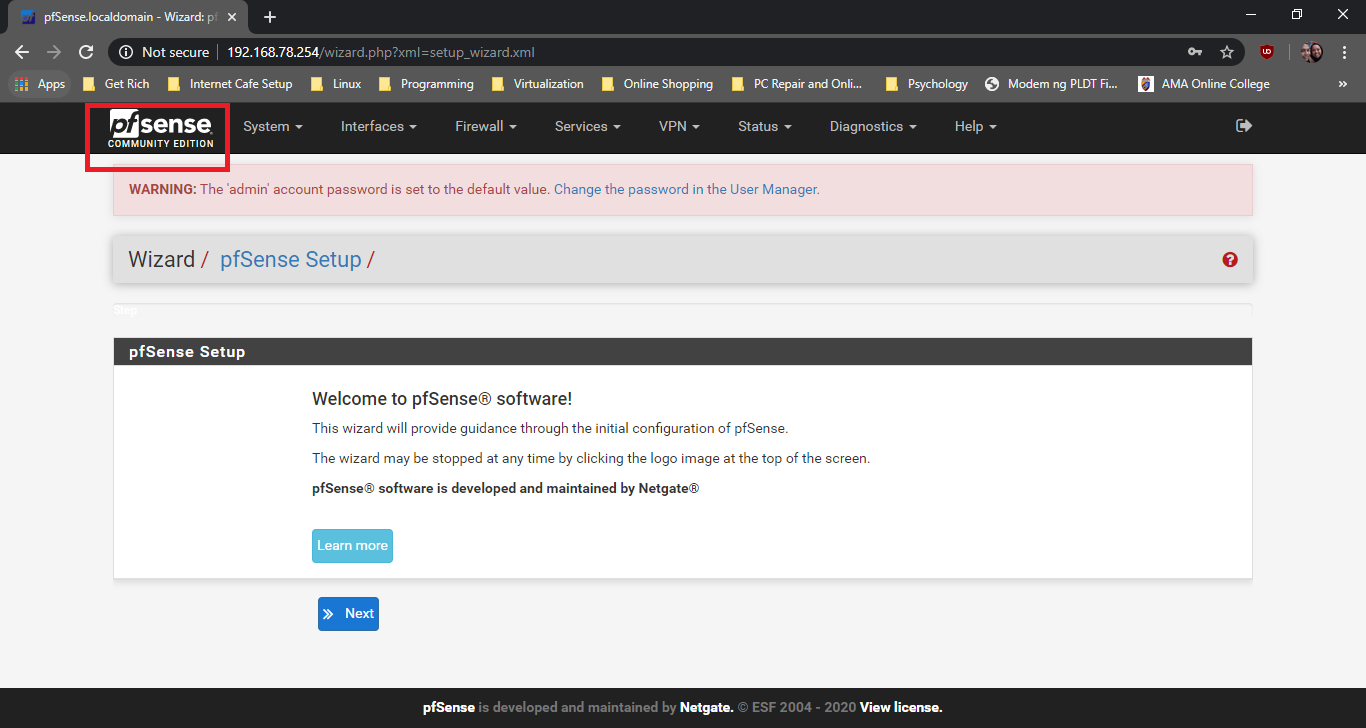 pfSense.localdomain - Wizard: pf
Not secure
192.168.78.254/wizard.php?xml=setup_wizard.xml
UD
Apps
Get Rich
Internet Cafe Setup
Linux
Programming
Virtualization
Online Shopping
PC Repair and Onli...
Psychology
Modem ng PLDT Fi...
AMA Online College
»
pfsense
COMMUNITY EDITION
System
Interfaces
Firewall
Services
VPN
Status
Diagnostics
Help
WARNING: The 'admin' account password is set to the default value. Change the password in the User Manager.
Wizard / pfSense Setup /
Step
pfSense Setup
Welcome to pfSense® software!
This wizard will provide guidance through the initial configuration of pfSense.
The wizard may be stopped at any time by clicking the logo image at the top of the screen.
pfSense® software is developed and maintained by Netgate®
Learn more
Next
pfSense is developed and maintained by Netgate. © ESF 2004 - 2020 View license.